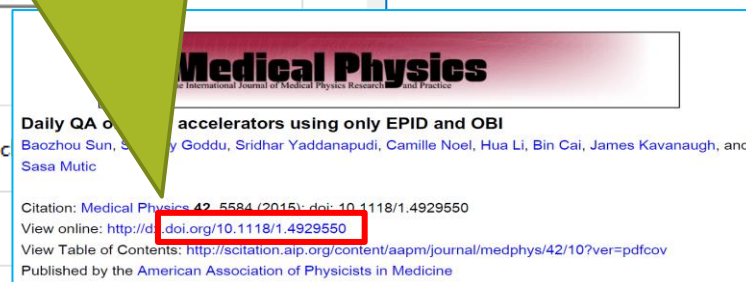 Medical Physics
The International Journal of Medical Physics Research and Practice
Daily QA o accelerators using only EPID and OBI
Baozhou Sun, S y Goddu, Sridhar Yaddanapudi, Camille Noel, Hua Li, Bin Cai, James Kavanaugh, and
Sasa Mutic
Citation: Medical Physics 42, 5584 (2015); doi: 10.1118/1.4929550
View online: http://d .doi.org/10.1118/1.4929550
View Table of Contents: http://scitation.aip.org/content/aapm/journal/medphys/42/10?ver=pdfcov
Published by the American Association of Physicists in Medicine